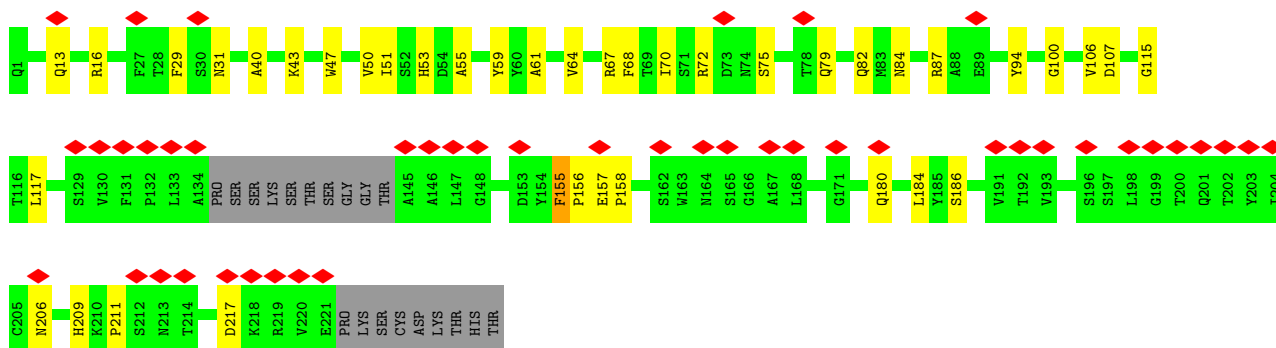 Q1 Q13 R16 F27 T28 F29 S30 N31 A40 K43 W47 V50 I51 S52 H53 D54 A55 Y59 Y60 A61 V64 R67 F68 T69 I70 S71 R72 D73 N74 S75 T78 Q79 Q82 M83 N84 R87 A88 E89 Y94 G100 V106 D107 G115
T116 L117 S129 V130 F131 P132 L133 A134 PRO SER SER LYS SER THR SER GLY GLY THR A145 A146 L147 G148 D153 Y154 F155 P156 E157 P158 S162 W163 N164 S165 G166 A167 L168 G171 Q180 L184 Y185 S186 V191 T192 V193 S196 S197 L198 G199 T200 Q201 T202 Y203 I204
C205 N206 H209 K210 P211 S212 N213 T214 D217 K218 R219 V220 E221 PRO LYS SER CYS ASP LYS THR HIS THR